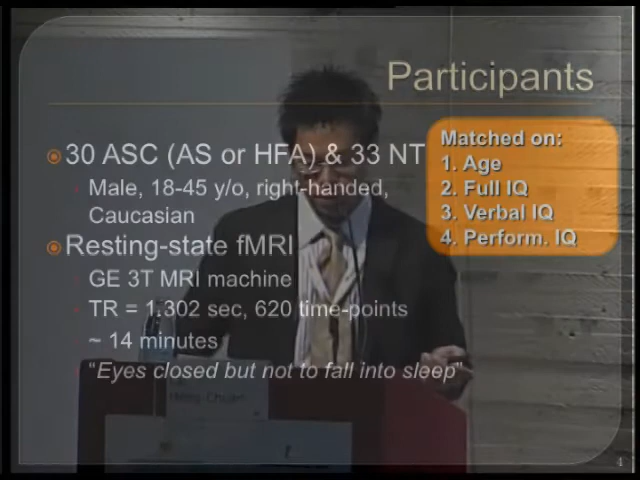 Participants
30 ASC (AS or HFA) & 33 NT
Male, 18-45 y/o, right-handed,
Caucasian
Resting-state fMRI
GE 3T MRI machine
TR = 1.302 sec, 620 time-points
~ 14 minutes
"Eyes closed but not to fall into sleep"
Matched on:
1. Age
2. Full IQ
3. Verbal IQ
4. Perform. IQ
Meng-Chuan
4